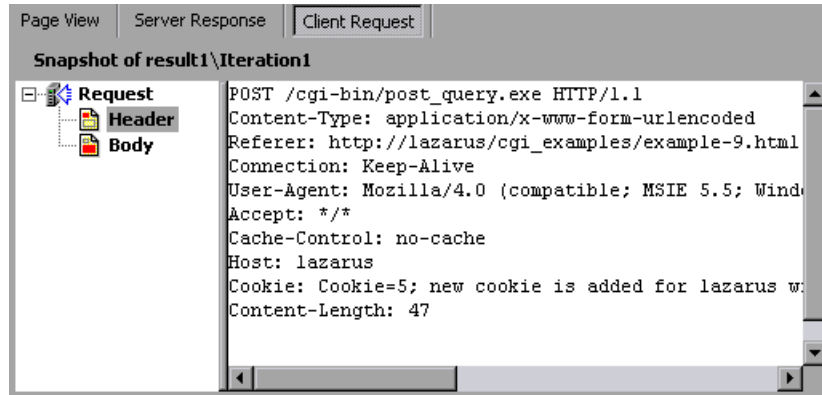 Page View Server Response Client Request
Snapshot of result1\Iteration1
Request
Header
Body
POST /cgi-bin/post_query.exe HTTP/1.1
Content-Type: application/x-www-form-urlencoded
Referer: http://lazarus/cgi_examples/example-9.html
Connection: Keep-Alive
User-Agent: Mozilla/4.0 (compatible; MSIE 5.5;
Accept: */*
Cache-Control: no-cache
Host: lazarus
Cookie: Cookie=5; new cookie is added for lazarus
Content-Length: 47